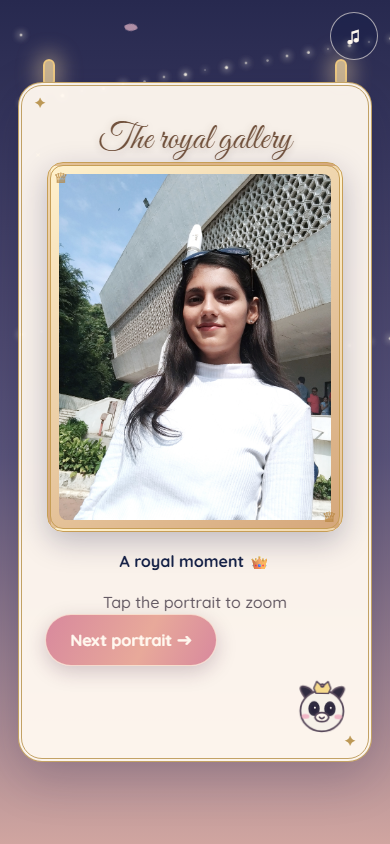 The royal gallery
A royal moment 👑
Tap the portrait to zoom
Next portrait →